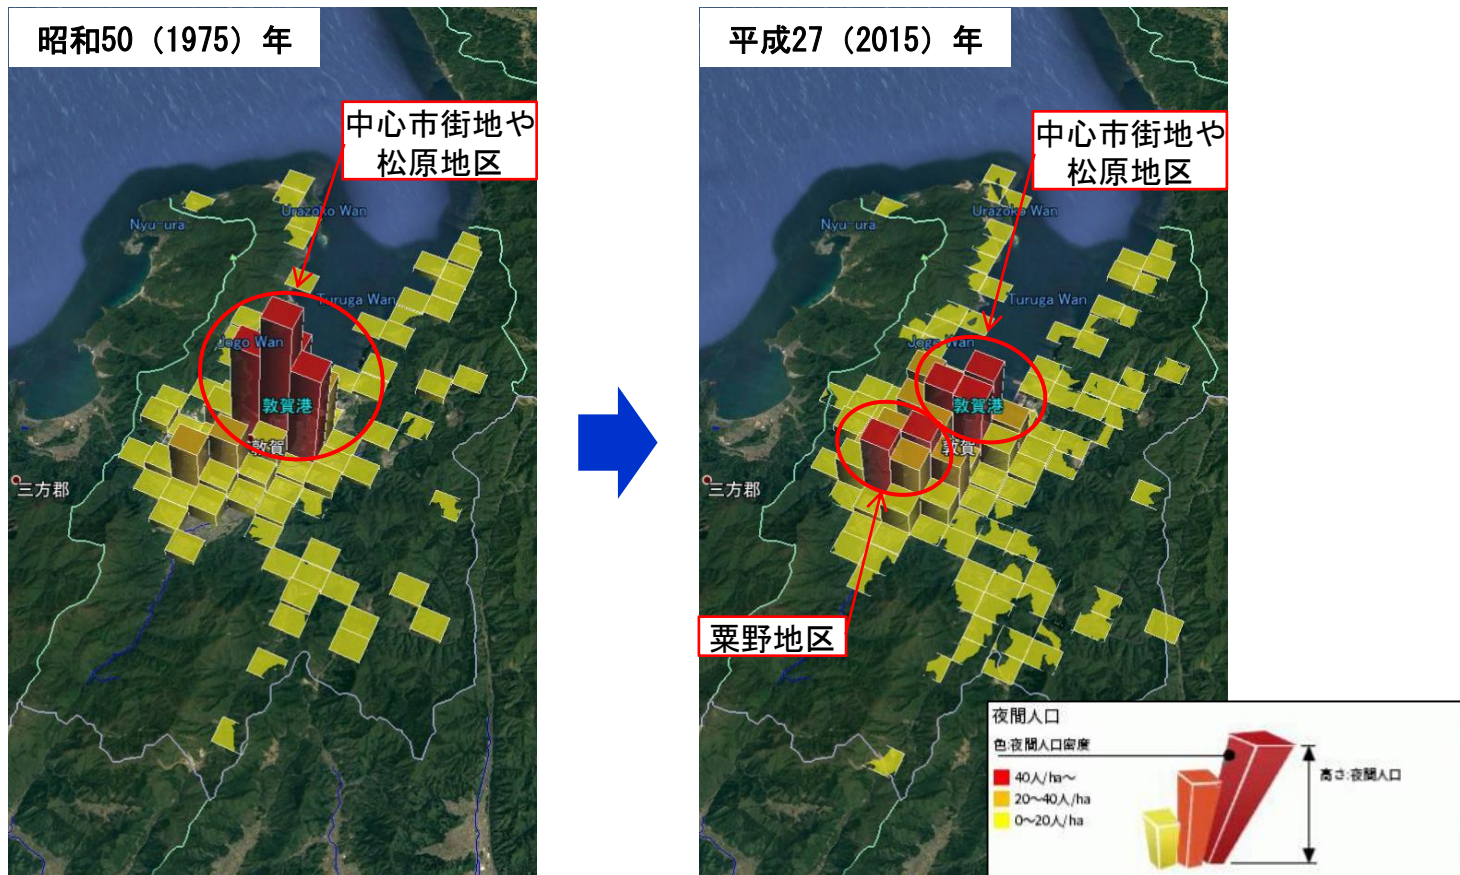 昭和50（1975）年
中心市街地や
松原地区
Urazoko Wan
Nyu-ura
Turuga Wan
Jogo Wan
敦賀港
敦賀
三方郡
平成27（2015）年
中心市街地や
松原地区
Urazoko Wan
Nyu-ura
Turuga Wan
Jogo Wan
敦賀港
敦賀
三方郡
粟野地区
夜間人口
色:夜間人口密度
40人/ha～
20～40人/ha
0～20人/ha
高さ:夜間人口